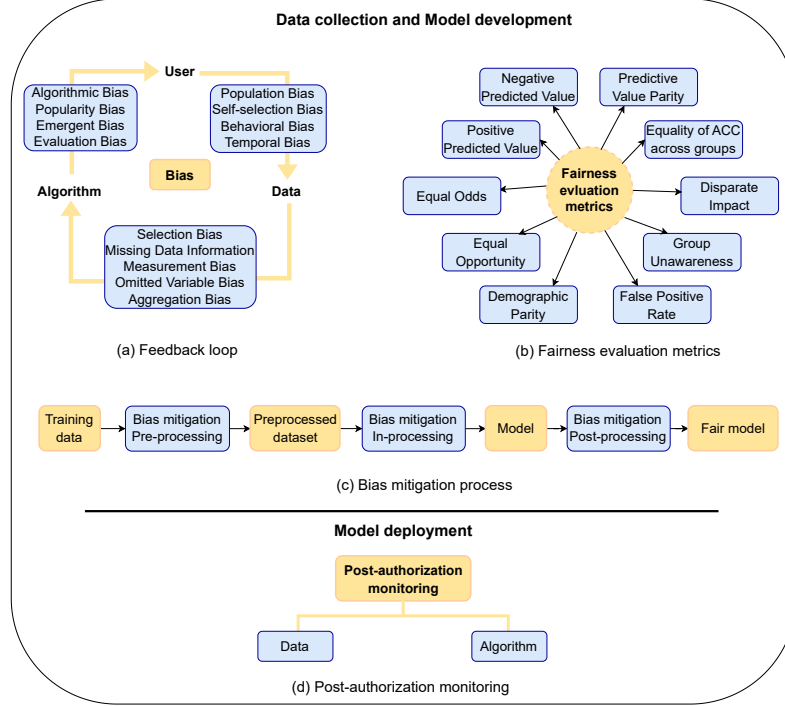 Data collection and Model development
User
Algorithmic Bias
Popularity Bias
Emergent Bias
Evaluation Bias
Population Bias
Self-selection Bias
Behavioral Bias
Temporal Bias
Bias
Algorithm
Data
Selection Bias
Missing Data Information
Measurement Bias
Omitted Variable Bias
Aggregation Bias
(a) Feedback loop
Negative
Predicted Value
Predictive
Value Parity
Positive
Predicted Value
Equality of ACC
across groups
Fairness
evluation
metrics
Equal Odds
Disparate
Impact
Equal
Opportunity
Group
Unawareness
Demographic
Parity
False Positive
Rate
(b) Fairness evaluation metrics
Training
data
Bias mitigation
Pre-processing
Preprocessed
dataset
Bias mitigation
In-processing
Model
Bias mitigation
Post-processing
Fair model
(c) Bias mitigation process
Model deployment
Post-authorization
monitoring
Data
Algorithm
(d) Post-authorization monitoring